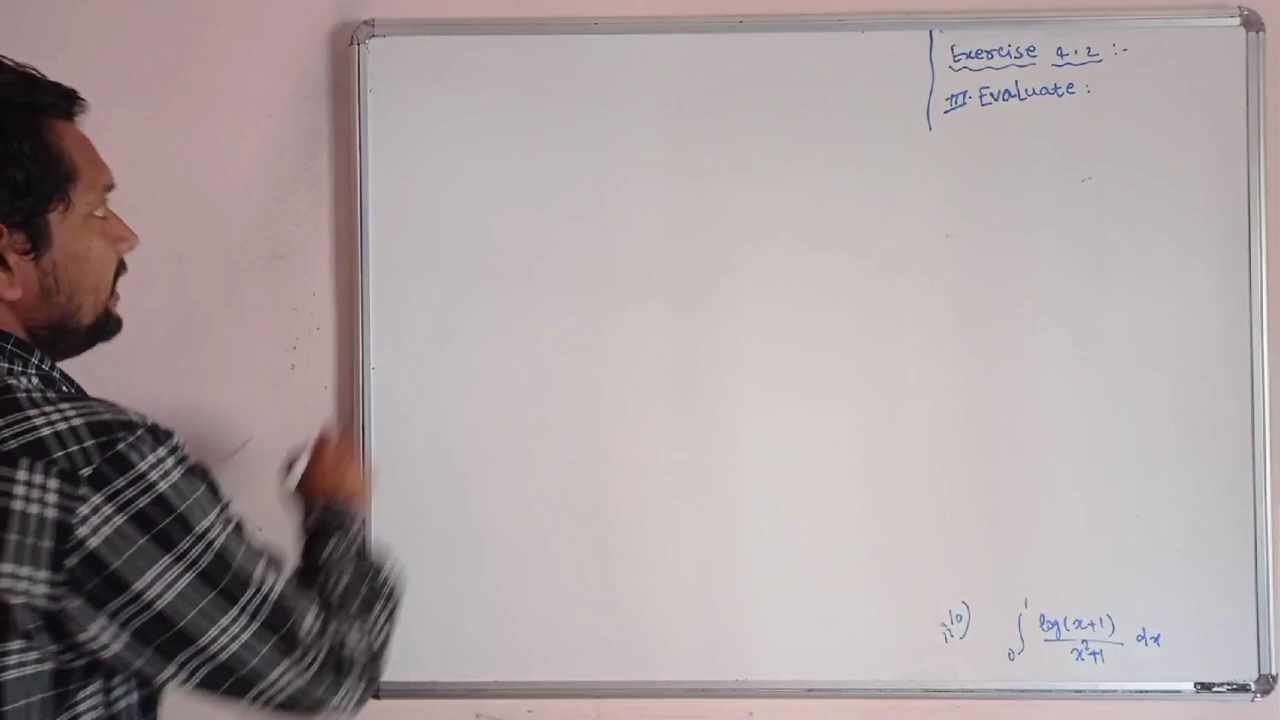 Exercise 4.2 :-
III. Evaluate :
10) ∫₀¹ log(x+1)/(x²+1) dx